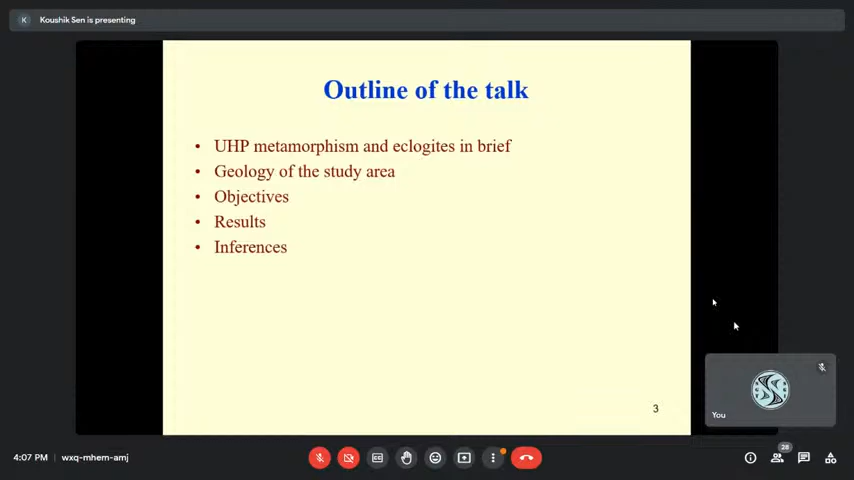 K Koushik Sen is presenting
Outline of the talk
• UHP metamorphism and eclogites in brief
• Geology of the study area
• Objectives
• Results
• Inferences
3
You
4:07 PM wxq-mhem-amj
28